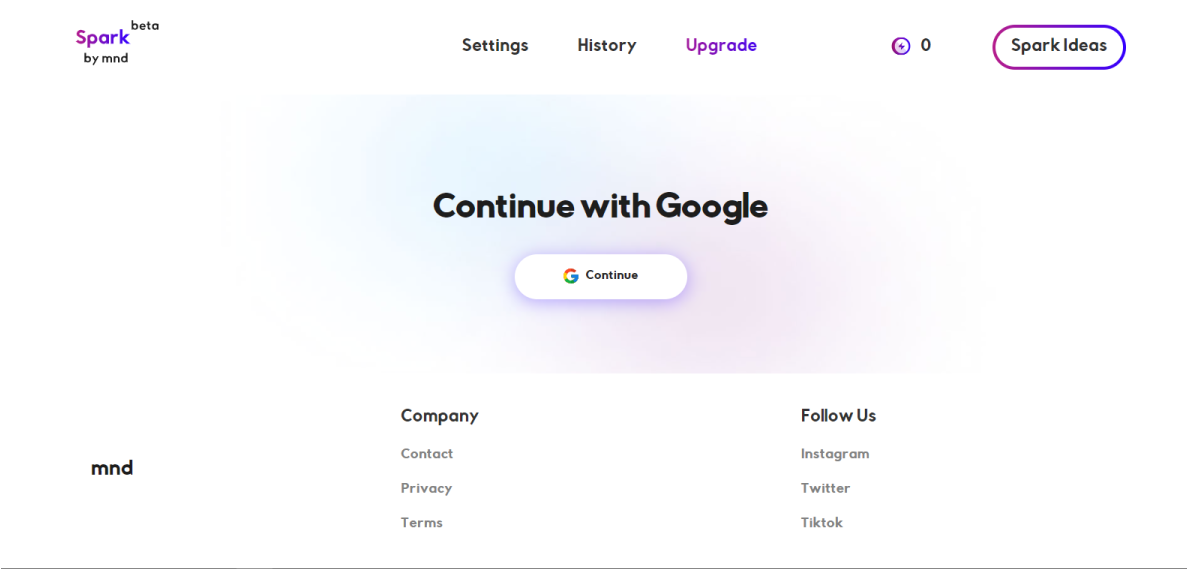 Spark beta
by mnd
Settings
History
Upgrade
0
Spark Ideas
Continue with Google
Continue
mnd
Company
Contact
Privacy
Terms
Follow Us
Instagram
Twitter
Tiktok